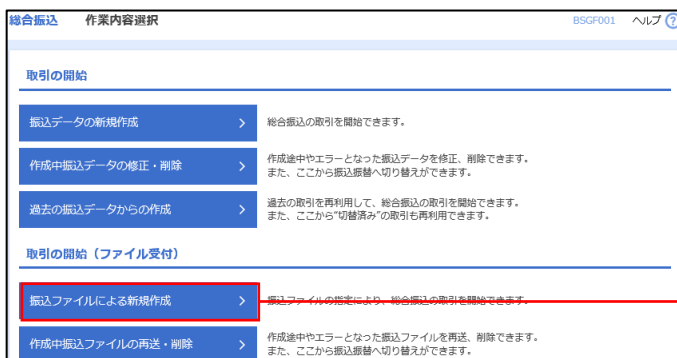 総合振込 作業内容選択 BSGF001 ヘルプ ?
取引の開始
振込データの新規作成 > 総合振込の取引を開始できます。
作成中振込データの修正・削除 > 作成途中やエラーとなった振込データを修正、削除できます。
また、ここから振込振替へ切り替えができます。
過去の振込データからの作成 > 過去の取引を再利用して、総合振込の取引を開始できます。
また、ここから"切替済み"の取引も再利用できます。
取引の開始（ファイル受付）
振込ファイルによる新規作成 > 振込ファイルの指定により、総合振込の取引を開始できます。
作成中振込ファイルの再送・削除 > 作成途中やエラーとなった振込ファイルを再送、削除できます。
また、ここから振込振替へ切り替えができます。